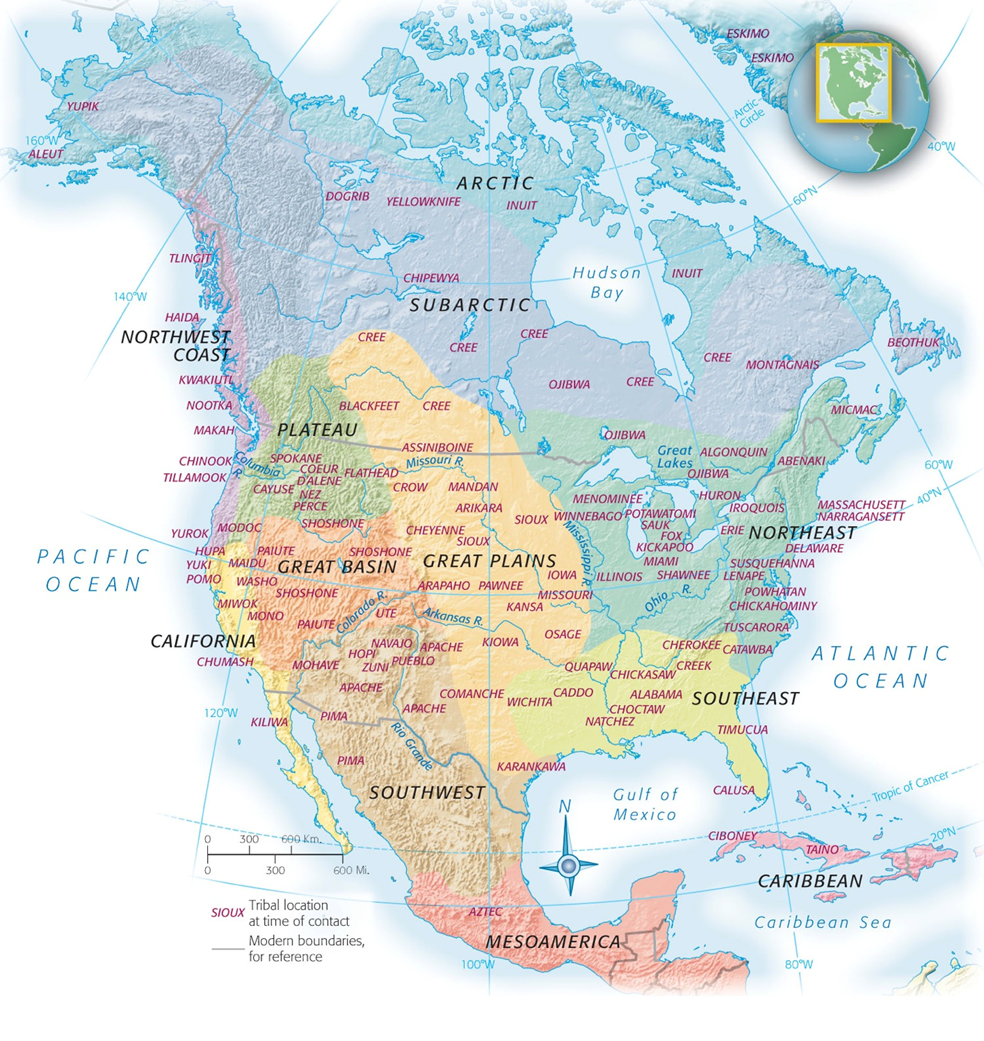 ESKIMO
ESKIMO
YUPIK
Arctic
Circle
160°W
ALEUT
40°W
ARCTIC
60°N
DOGRIB
YELLOWKNIFE
INUIT
TLINGIT
Hudson
Bay
INUIT
CHIPEWYA
140°W
SUBARCTIC
HAIDA
NORTHWEST
COAST
CREE
CREE
CREE
CREE
MONTAGNAIS
BEOTHUK
KWAKIUTL
OJIBWA
CREE
NOOTKA
BLACKFEET
CREE
MICMAC
MAKAH
PLATEAU
OJIBWA
ASSINIBOINE
Great
Lakes
ALGONQUIN
ABENAKI
CHINOOK
TILLAMOOK
Columbia
R.
SPOKANE
COEUR
D'ALENE
FLATHEAD
Missouri R.
OJIBWA
60°W
CAYUSE
NEZ
PERCE
CROW
MANDAN
MENOMINEE
HURON
IROQUOIS
40°N
ARIKARA
WINNEBAGO
POTAWATOMI
MASSACHUSETT
NARRAGANSETT
YUROK
MODOC
SHOSHONE
CHEYENNE
SIOUX
SIOUX
Mississippi R.
SAUK
FOX
KICKAPOO
ERIE
NORTHEAST
PACIFIC
OCEAN
HUPA
YUKI
POMO
PAIUTE
MAIDU
WASHO
SHOSHONE
GREAT BASIN
GREAT PLAINS
MIAMI
DELAWARE
SUSQUEHANNA
SHOSHONE
ARAPAHO
PAWNEE
IOWA
MISSOURI
ILLINOIS
SHAWNEE
LENAPE
POWHATAN
CHICKAHOMINY
MIWOK
MONO
PAIUTE
Colorado R.
UTE
Arkansas R.
KANSA
Ohio R.
TUSCARORA
CALIFORNIA
NAVAJO
HOPI
ZUNI
PUEBLO
APACHE
KIOWA
OSAGE
CHEROKEE
CATAWBA
ATLANTIC
OCEAN
CHUMASH
MOHAVE
QUAPAW
CHICKASAW
CREEK
APACHE
APACHE
COMANCHE
WICHITA
CADDO
ALABAMA
CHOCTAW
NATCHEZ
SOUTHEAST
120°W
KILIWA
PIMA
Rio Grande
TIMUCUA
PIMA
KARANKAWA
SOUTHWEST
Gulf of
Mexico
N
CALUSA
Tropic of Cancer
CIBONEY
TAINO
20°N
0 300 600 Km.
0 300 600 Mi.
CARIBBEAN
SIOUX Tribal location
at time of contact
Modern boundaries,
for reference
AZTEC
Caribbean Sea
MESOAMERICA
100°W
80°W